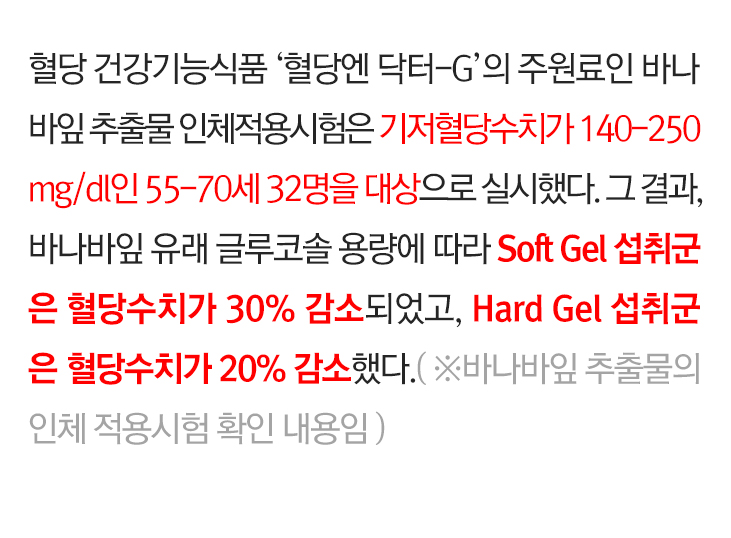 혈당 건강기능식품 ‘혈당엔 닥터-G’의 주원료인 바나
바잎 추출물 인체적용시험은 기저혈당수치가 140-250
mg/dl인 55-70세 32명을 대상으로 실시했다. 그 결과,
바나바잎 유래 글루코솔 용량에 따라 Soft Gel 섭취군
은 혈당수치가 30% 감소되었고, Hard Gel 섭취군
은 혈당수치가 20% 감소했다.( ※바나바잎 추출물의
인체 적용시험 확인 내용임 )